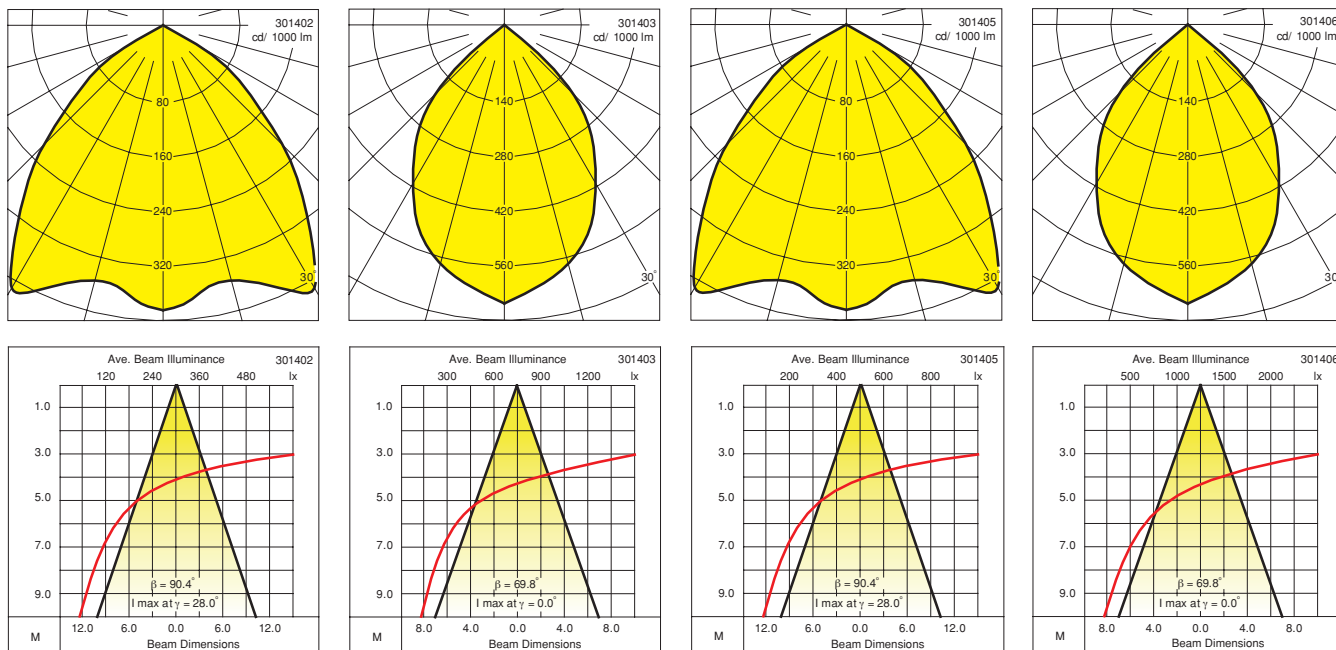 301402
cd/ 1000 lm
80
160
240
320
30°
301403
cd/ 1000 lm
140
280
420
560
30°
301405
cd/ 1000 lm
80
160
240
320
30°
301406
cd/ 1000 lm
140
280
420
560
30°
Ave. Beam Illuminance 301402
120 240 360 480 lx
1.0
3.0
5.0
7.0
β = 90.4°
9.0 I max at γ = 28.0°
M 12.0 6.0 0.0 6.0 12.0
Beam Dimensions
Ave. Beam Illuminance 301403
300 600 900 1200 lx
1.0
3.0
5.0
7.0
β = 69.8°
9.0 I max at γ = 0.0°
M 8.0 4.0 0.0 4.0 8.0
Beam Dimensions
Ave. Beam Illuminance 301405
200 400 600 800 lx
1.0
3.0
5.0
7.0
β = 90.4°
9.0 I max at γ = 28.0°
M 12.0 6.0 0.0 6.0 12.0
Beam Dimensions
Ave. Beam Illuminance 301406
500 1000 1500 2000 lx
1.0
3.0
5.0
7.0
β = 69.8°
9.0 I max at γ = 0.0°
M 8.0 4.0 0.0 4.0 8.0
Beam Dimensions